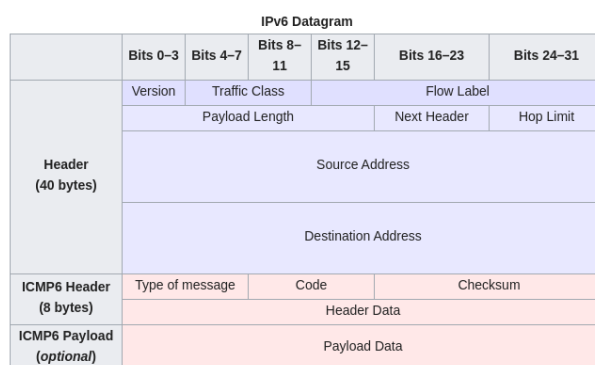 IPv6 Datagram
Bits 0–3 Bits 4–7 Bits 8– Bits 12– Bits 16–23 Bits 24–31
11 15
Version Traffic Class Flow Label
Payload Length Next Header Hop Limit
Header
(40 bytes)
Source Address
Destination Address
ICMP6 Header
(8 bytes)
Type of message Code Checksum
Header Data
ICMP6 Payload
(optional)
Payload Data